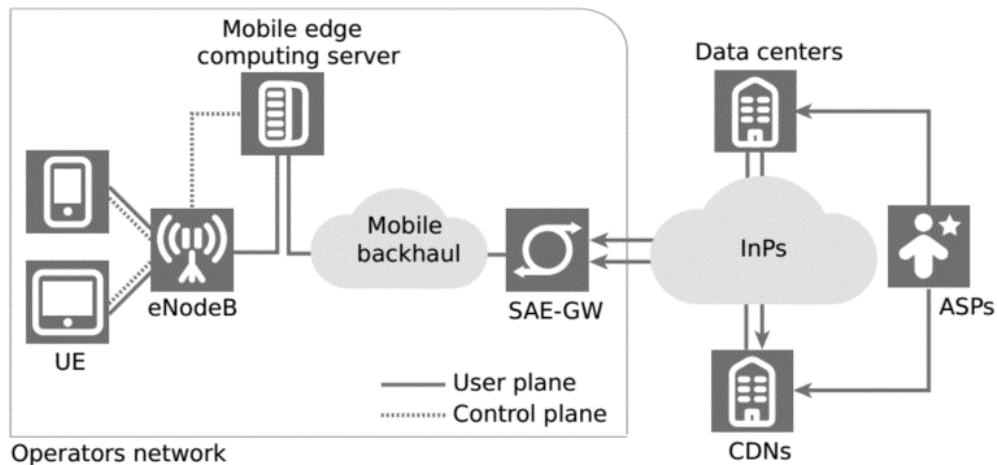 Mobile edge
computing server
Data centers
Mobile
backhaul
InPs
eNodeB
SAE-GW
ASPs
UE
User plane
Control plane
CDNs
Operators network